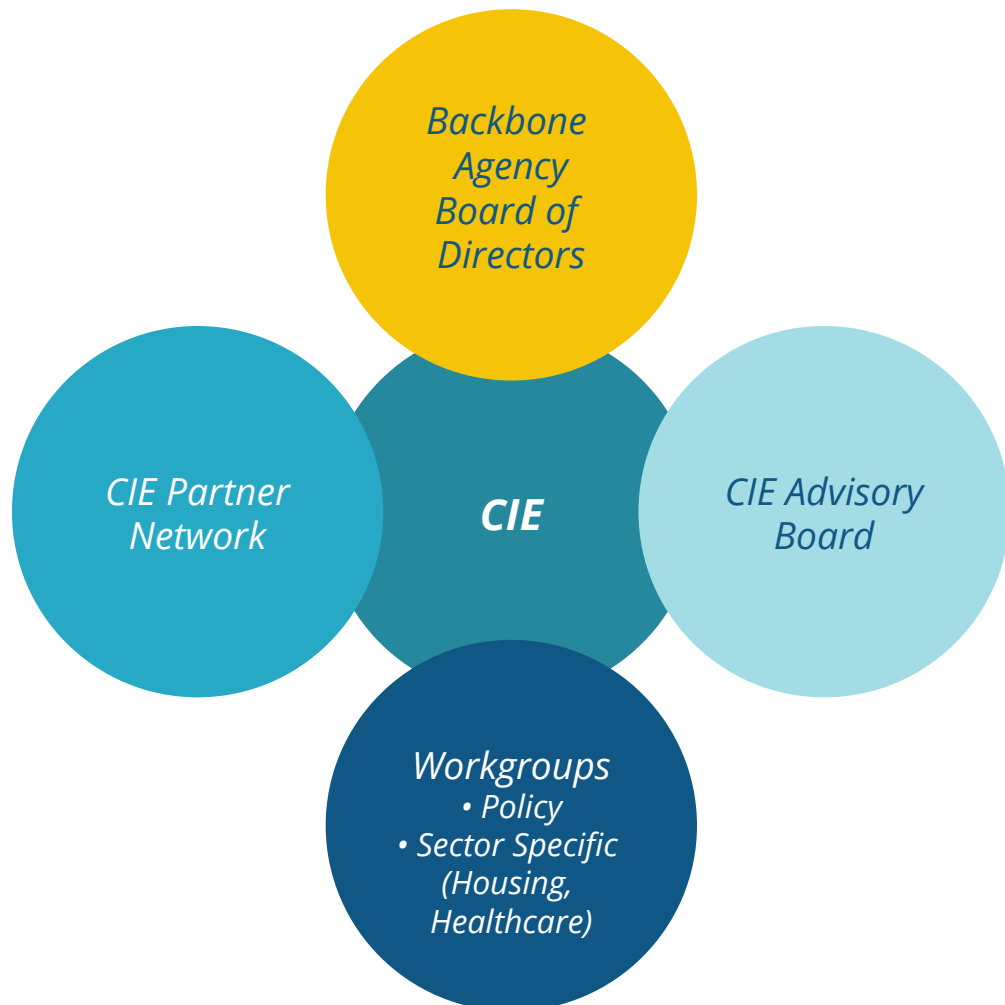 Backbone
Agency
Board of
Directors
CIE Partner
Network
CIE
CIE Advisory
Board
Workgroups
• Policy
• Sector Specific
(Housing,
Healthcare)